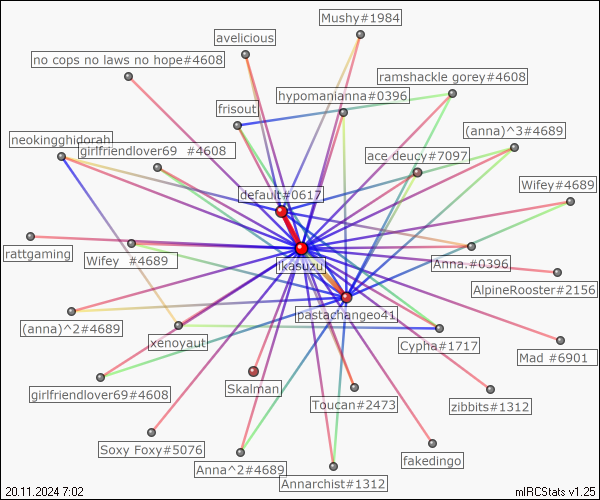 Mushy#1984
avelicious
no cops no laws no hope#4608
ramshackle gorey#4608
hypomanianna#0396
frisout
(anna)^3#4689
neokingghidorah
girlfriendlover69 #4608
ace deucy#7097
Wifey#4689
default#0617
rattgaming
Wifey #4689
ikasuzu
Anna.#0396
AlpineRooster#2156
pastachangeo41
(anna)^2#4689
xenoyaut
Cypha#1717
Mad #6901
girlfriendlover69#4608
Skalman
Toucan#2473
zibbits#1312
Soxy Foxy#5076
Anna^2#4689
fakedingo
Annarchist#1312
20.11.2024 7:02
mIRCStats v1.25